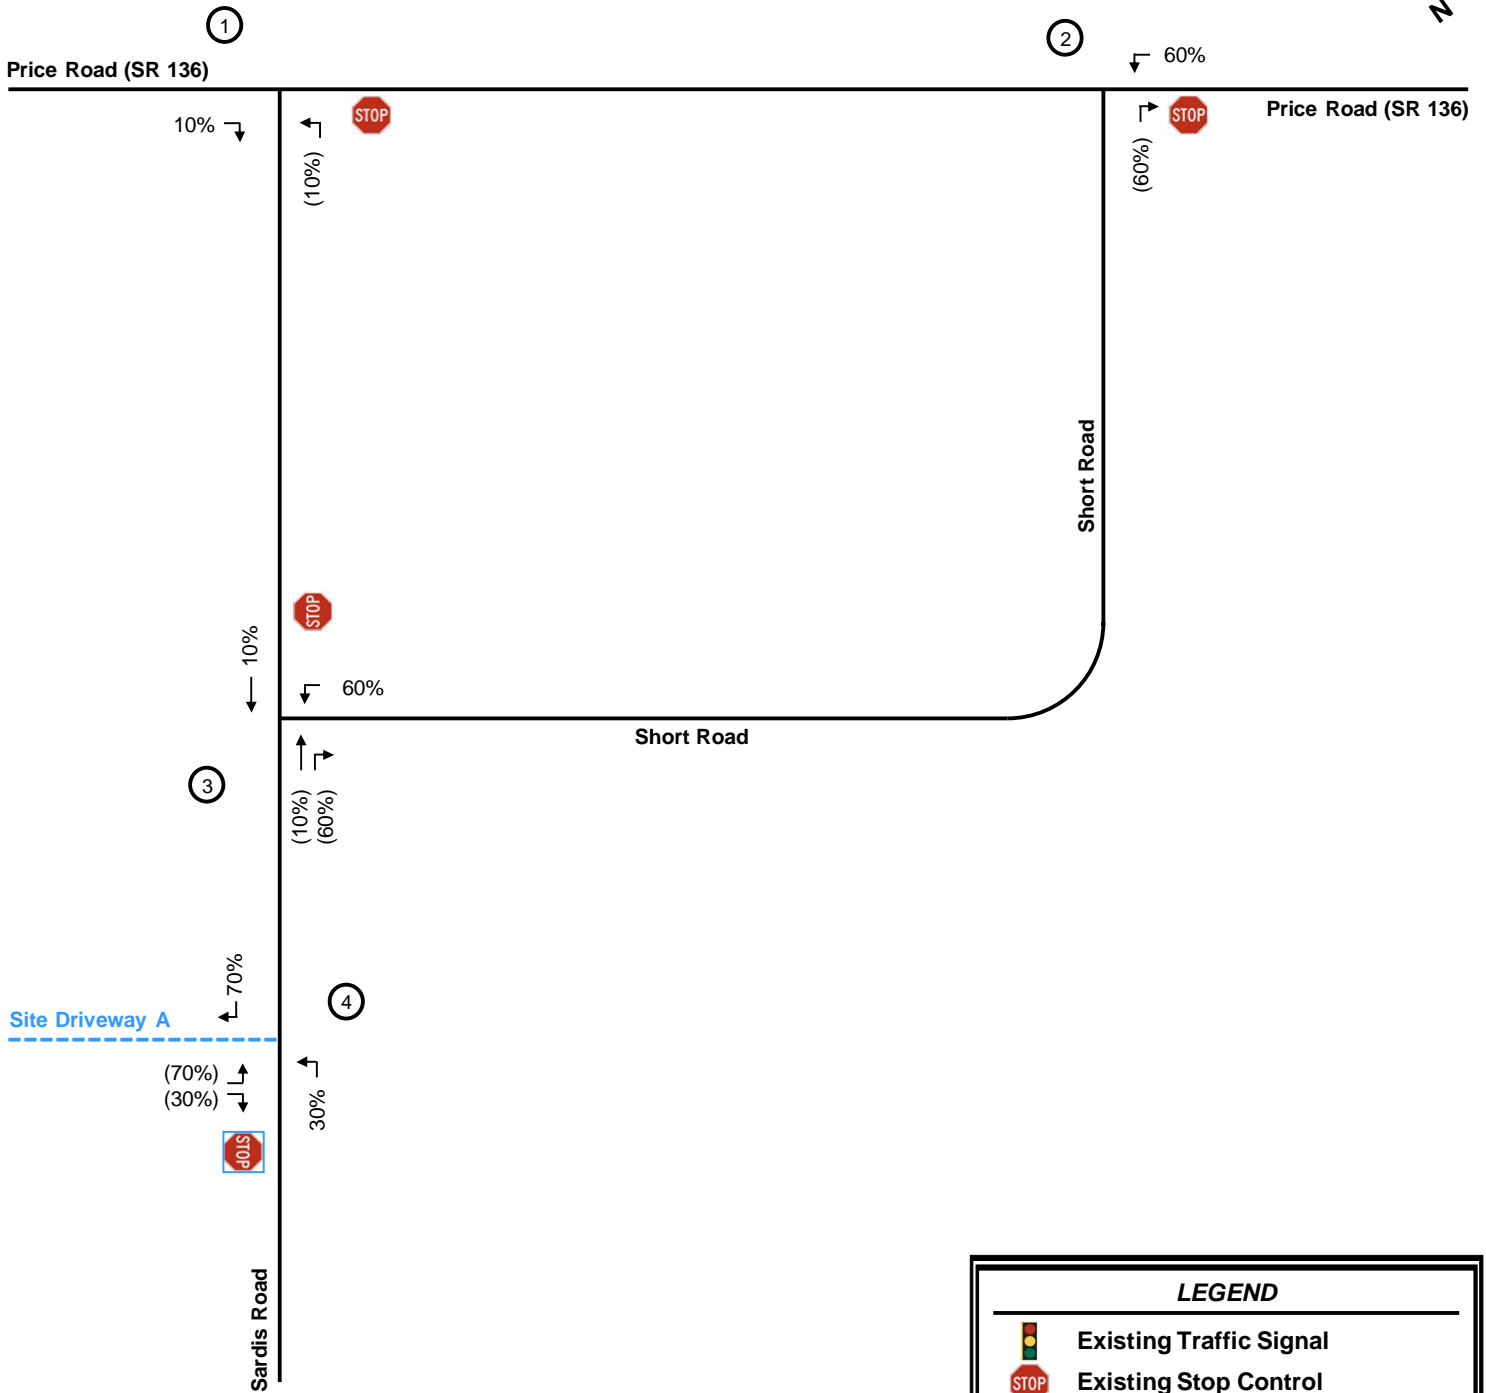 1
2
N
60%
Price Road (SR 136)
STOP
STOP
Price Road (SR 136)
10%
(10%)
(60%)
Short Road
STOP
10%
60%
Short Road
3
(10%)
(60%)
70%
4
Site Driveway A
(70%)
(30%)
30%
STOP
Sardis Road
LEGEND
Existing Traffic Signal
STOP Existing Stop Control